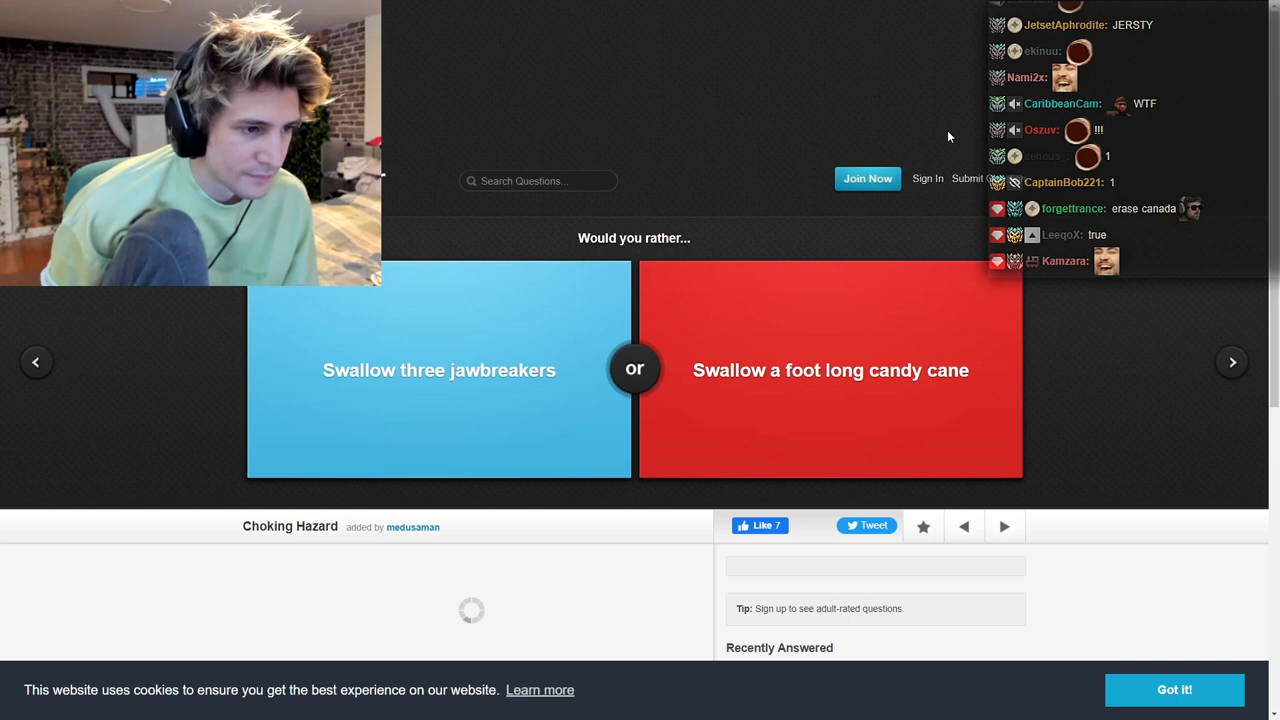 JetsetAphrodite: JERSTY
ekinuu:
Nami2x:
CaribbeanCam: WTF
Oszuv: !!!
1
CaptainBob221: 1
forgettrance: erase canada
LeeqoX: true
Kamzara:
Search Questions...
Join Now
Sign In
Submit
Would you rather...
Swallow three jawbreakers
or
Swallow a foot long candy cane
Choking Hazard added by medusaman
Like 7
Tweet
Tip: Sign up to see adult-rated questions.
Recently Answered
This website uses cookies to ensure you get the best experience on our website. Learn more
Got it!